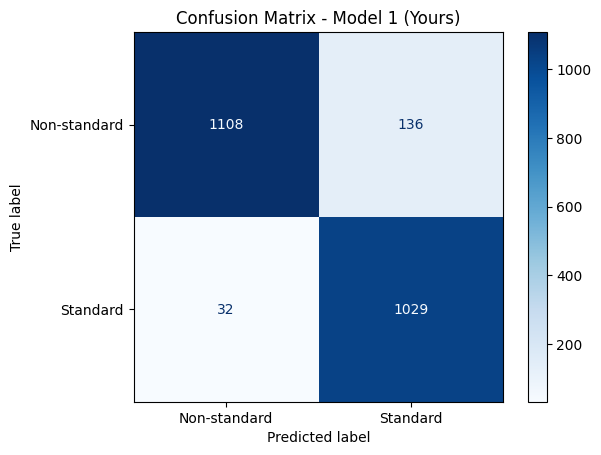 Confusion Matrix - Model 1 (Yours)
True label
Non-standard
1108
136
Standard
32
1029
Non-standard
Standard
Predicted label
1000
800
600
400
200